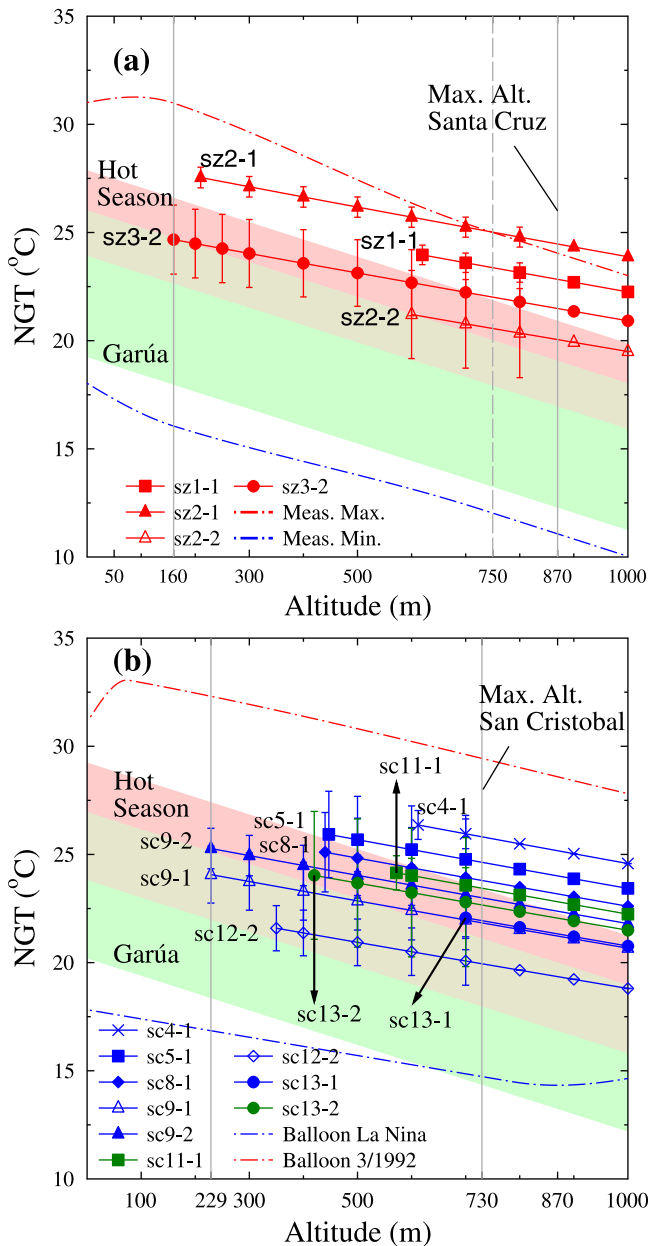 35
(a)
Max. Alt.
Santa Cruz
30
sz2-1
Hot
Season
25
sz1-1
sz3-2
NGT (°C)
20
sz2-2
Garúa
15
sz1-1
sz3-2
sz2-1
Meas. Max.
sz2-2
Meas. Min.
10
50 160 300 500 750 870 1000
Altitude (m)
35
(b)
Max. Alt.
San Cristobal
30
sc11-1
Hot
Season
sc5-1
sc4-1
sc9-2
sc8-1
25
sc9-1
NGT (°C)
sc12-2
20
Garúa
sc13-2
sc13-1
sc4-1
sc12-2
sc5-1
sc13-1
15
sc8-1
sc13-2
sc9-1
Balloon La Nina
sc9-2
Balloon 3/1992
sc11-1
10
100 229 300 500 730 870 1000
Altitude (m)